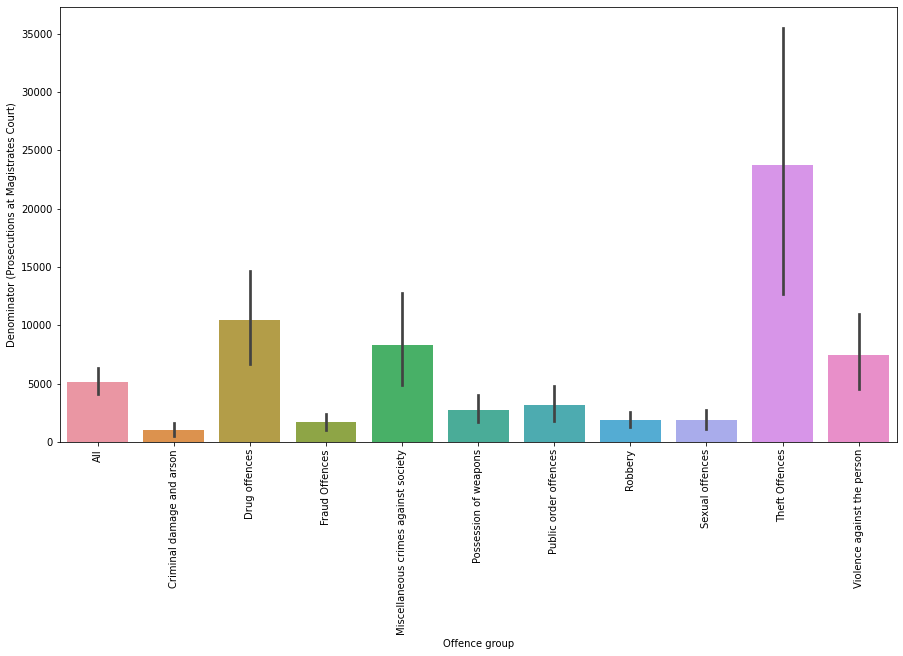 Denominator (Prosecutions at Magistrates Court)
35000
30000
25000
20000
15000
10000
5000
0
All
Criminal damage and arson
Drug offences
Fraud Offences
Miscellaneous crimes against society
Possession of weapons
Public order offences
Robbery
Sexual offences
Theft Offences
Violence against the person
Offence group